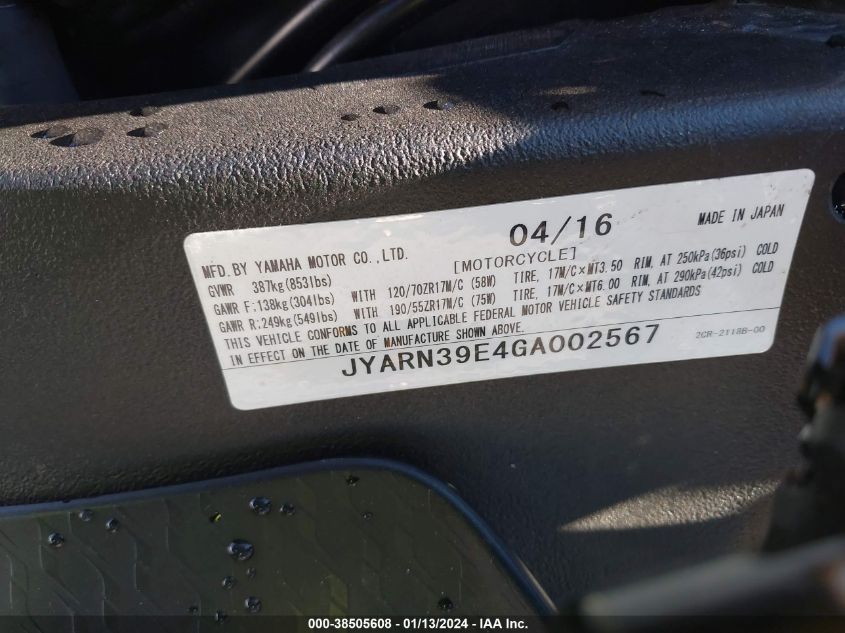 04/16
MADE IN JAPAN
MFD. BY YAMAHA MOTOR CO., LTD.
[MOTORCYCLE]
GVWR 387kg(853lbs)
GAWR F:138kg(304lbs) WITH 120/70ZR17M/C (58W) TIRE, 17M/C×MT3.50 RIM, AT 250kPa(36psi) COLD
GAWR R:249kg(549lbs) WITH 190/55ZR17M/C (75W) TIRE, 17M/C×MT6.00 RIM, AT 290kPa(42psi) COLD
THIS VEHICLE CONFORMS TO ALL APPLICABLE FEDERAL MOTOR VEHICLE SAFETY STANDARDS
IN EFFECT ON THE DATE OF MANUFACTURE SHOWN ABOVE.
JYARN39E4GA002567
2CR-2118B-00
000-38505608 - 01/13/2024 - IAAI Inc.